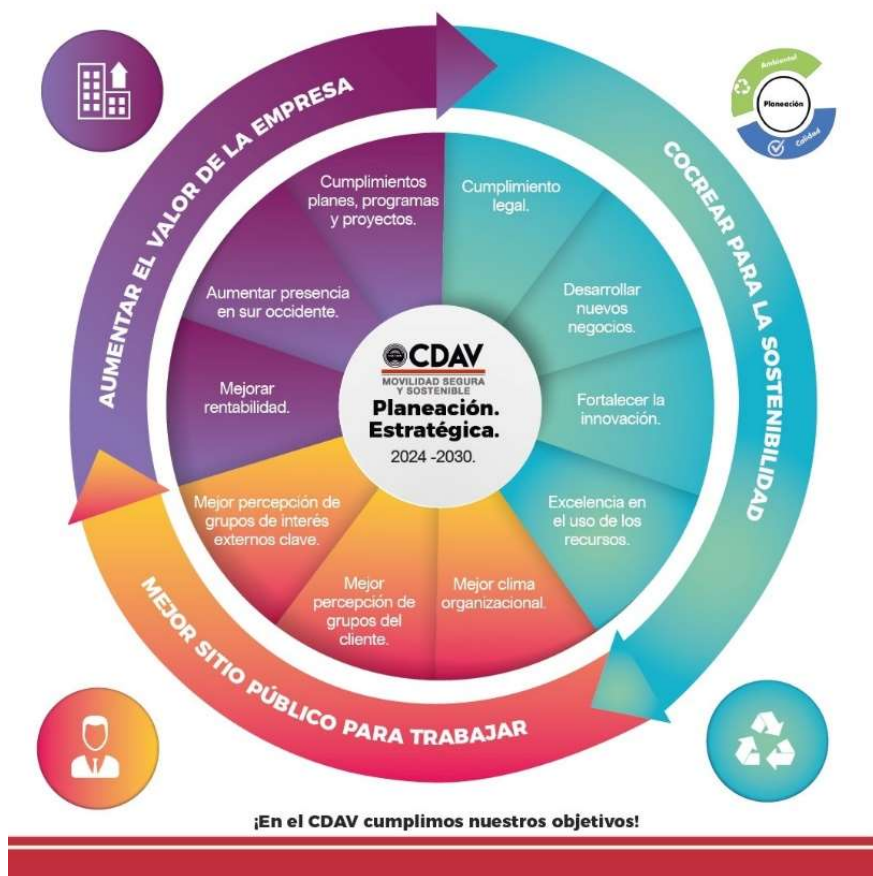 AUMENTAR EL VALOR DE LA EMPRESA
COCREAR PARA LA SOSTENIBILIDAD
MEJOR SITIO PÚBLICO PARA TRABAJAR
Ambiental
Planeación
Calidad
Cumplimientos
planes, programas
y proyectos.
Cumplimiento
legal.
Aumentar presencia
en sur occidente.
Desarrollar
nuevos
negocios.
Mejorar
rentabilidad.
Fortalecer la
innovación.
CDAV
MOVILIDAD SEGURA
Y SOSTENIBLE
Planeación.
Estratégica.
2024 -2030.
Mejor percepción de
grupos de interés
externos clave.
Excelencia en
el uso de los
recursos.
Mejor
percepción de
grupos del
cliente.
Mejor clima
organizacional.
¡En el CDAV cumplimos nuestros objetivos!